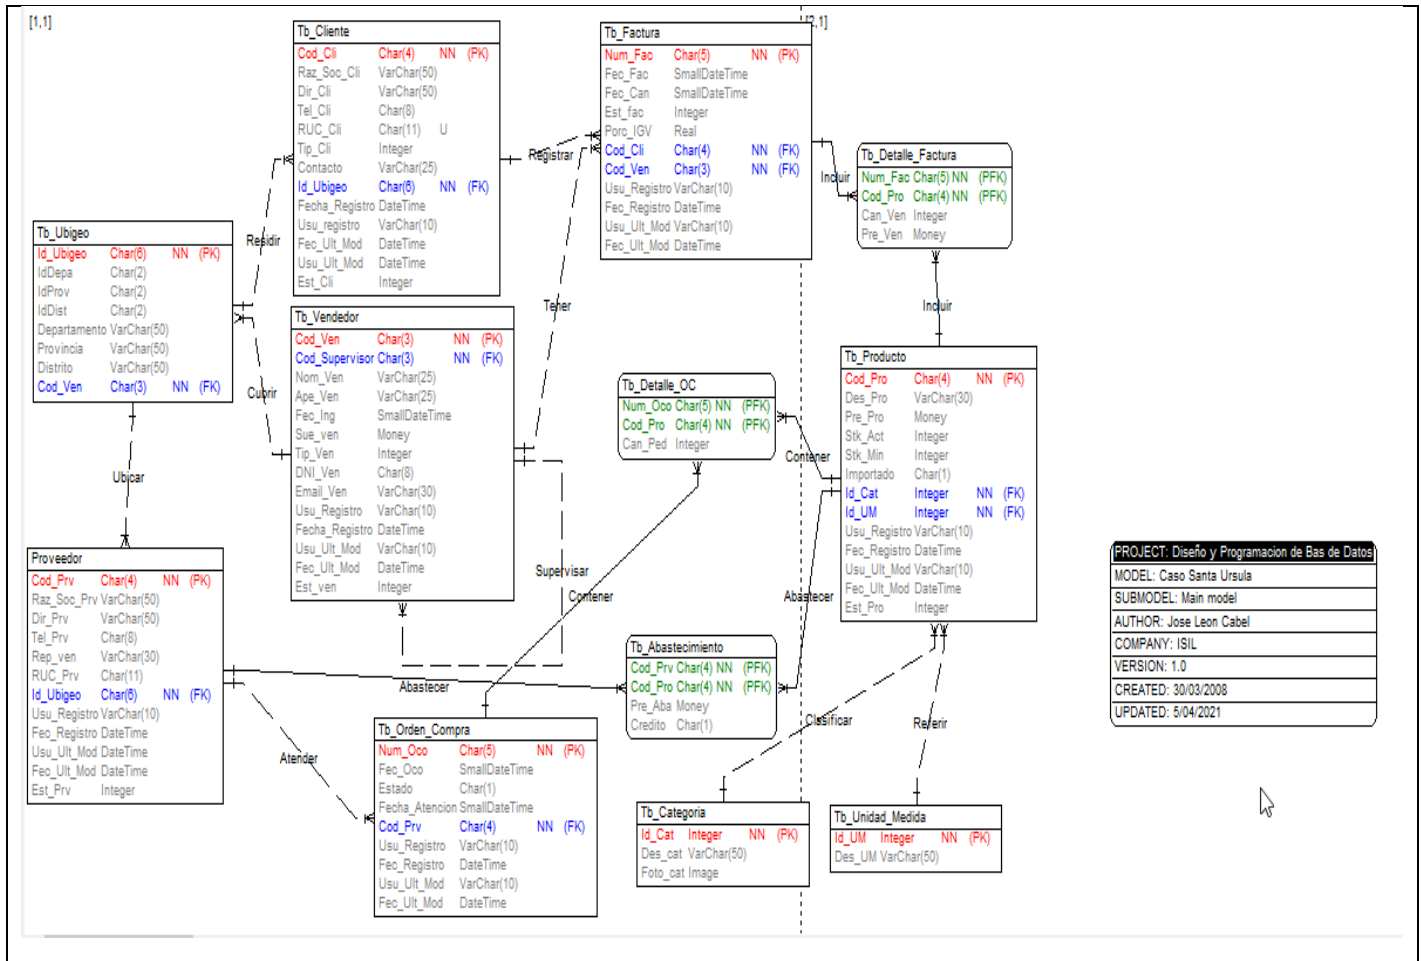 [1,1]
[2,1]
Tb_Cliente
Cod_Cli Char(4) NN (PK)
Raz_Soc_Cli VarChar(50)
Dir_Cli VarChar(50)
Tel_Cli Char(8)
RUC_Cli Char(11) U
Tip_Cli Integer
Contacto VarChar(25)
Id_Ubigeo Char(6) NN (FK)
Fecha_Registro DateTime
Usu_registro VarChar(10)
Fec_Ult_Mod DateTime
Usu_Ult_Mod DateTime
Est_Cli Integer
Registrar
Tb_Factura
Num_Fac Char(5) NN (PK)
Fec_Fac SmallDateTime
Fec_Can SmallDateTime
Est_fac Integer
Porc_IGV Real
Cod_Cli Char(4) NN (FK)
Cod_Ven Char(3) NN (FK)
Usu_Registro VarChar(10)
Fec_Registro DateTime
Usu_Ult_Mod VarChar(10)
Fec_Ult_Mod DateTime
Incluir
Tb_Detalle_Factura
Num_Fac Char(5) NN (PFK)
Cod_Pro Char(4) NN (PFK)
Can_Ven Integer
Pre_Ven Money
Incluir
Residir
Tb_Ubigeo
Id_Ubigeo Char(6) NN (PK)
IdDepa Char(2)
IdProv Char(2)
IdDist Char(2)
Departamento VarChar(50)
Provincia VarChar(50)
Distrito VarChar(50)
Cod_Ven Char(3) NN (FK)
Cubrir
Ubicar
Tb_Vendedor
Cod_Ven Char(3) NN (PK)
Cod_Supervisor Char(3) NN (FK)
Nom_Ven VarChar(25)
Ape_Ven VarChar(25)
Fec_Ing SmallDateTime
Sue_ven Money
Tip_Ven Integer
DNI_Ven Char(8)
Email_Ven VarChar(30)
Usu_Registro VarChar(10)
Fecha_Registro DateTime
Usu_Ult_Mod VarChar(10)
Fec_Ult_Mod DateTime
Est_ven Integer
Tener
Supervisar
Tb_Detalle_OC
Num_Oco Char(5) NN (PFK)
Cod_Pro Char(4) NN (PFK)
Can_Ped Integer
Contener
Contener
Tb_Producto
Cod_Pro Char(4) NN (PK)
Des_Pro VarChar(30)
Pre_Pro Money
Stk_Act Integer
Stk_Min Integer
Importado Char(1)
Id_Cat Integer NN (FK)
Id_UM Integer NN (FK)
Usu_Registro VarChar(10)
Fec_Registro DateTime
Usu_Ult_Mod VarChar(10)
Fec_Ult_Mod DateTime
Est_Pro Integer
Abastecer
Proveedor
Cod_Prv Char(4) NN (PK)
Raz_Soc_Prv VarChar(50)
Dir_Prv VarChar(50)
Tel_Prv Char(8)
Rep_ven VarChar(30)
RUC_Prv Char(11)
Id_Ubigeo Char(6) NN (FK)
Usu_Registro VarChar(10)
Fec_Registro DateTime
Usu_Ult_Mod DateTime
Fec_Ult_Mod DateTime
Est_Prv Integer
Abastecer
Atender
Tb_Abastecimiento
Cod_Prv Char(4) NN (PFK)
Cod_Pro Char(4) NN (PFK)
Pre_Aba Money
Credito Char(1)
Tb_Orden_Compra
Num_Oco Char(5) NN (PK)
Fec_Oco SmallDateTime
Estado Char(1)
Fecha_Atencion SmallDateTime
Cod_Prv Char(4) NN (FK)
Usu_Registro VarChar(10)
Fec_Registro DateTime
Usu_Ult_Mod VarChar(10)
Fec_Ult_Mod DateTime
Clasificar
Referir
Tb_Categoria
Id_Cat Integer NN (PK)
Des_cat VarChar(50)
Foto_cat Image
Tb_Unidad_Medida
Id_UM Integer NN (PK)
Des_UM VarChar(50)
PROJECT: Diseño y Programacion de Bas de Datos
MODEL: Caso Santa Ursula
SUBMODEL: Main model
AUTHOR: Jose Leon Cabel
COMPANY: ISIL
VERSION: 1.0
CREATED: 30/03/2008
UPDATED: 5/04/2021